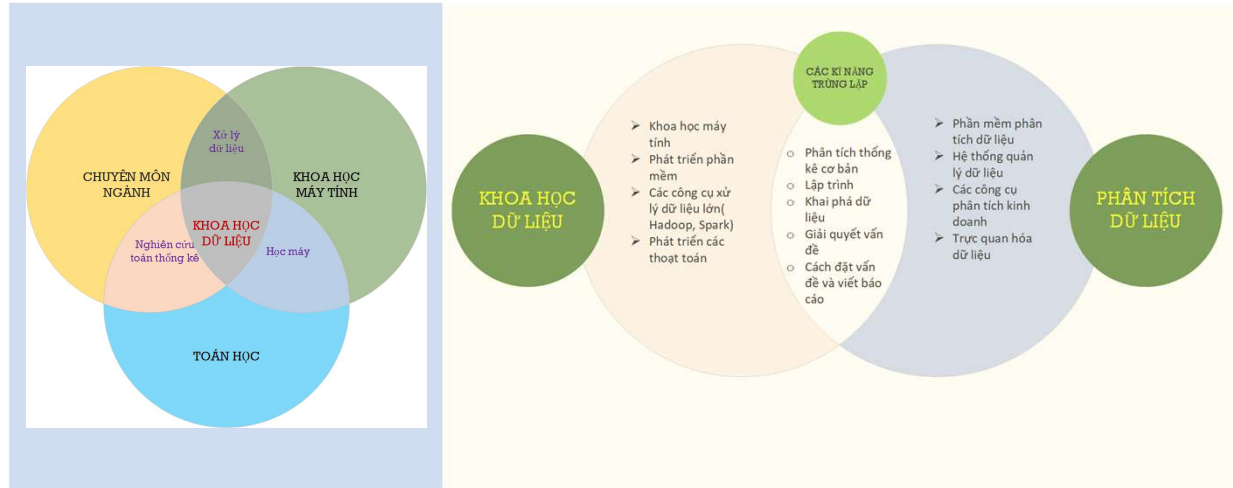 Xử lý
dữ liệu
CHUYÊN MÔN
NGÀNH
KHOA HỌC
MÁY TÍNH
KHOA HỌC
DỮ LIỆU
Nghiên cứu
toán thống kê
Học máy
TOÁN HỌC
CÁC KĨ NĂNG
TRÙNG LẶP
KHOA HỌC
DỮ LIỆU
➢ Khoa học máy
tính
➢ Phát triển phần
mềm
➢ Các công cụ xử
lý dữ liệu lớn(
Hadoop, Spark)
➢ Phát triển các
thoạt toán
o Phân tích thống
kê cơ bản
o Lập trình
o Khai phá dữ
liệu
o Giải quyết vấn
đề
o Cách đặt vấn
đề và viết báo
cáo
➢ Phần mềm phân
tích dữ liệu
➢ Hệ thống quản
lý dữ liệu
➢ Các công cụ
phân tích kinh
doanh
➢ Trực quan hóa
dữ liệu
PHÂN TÍCH
DỮ LIỆU